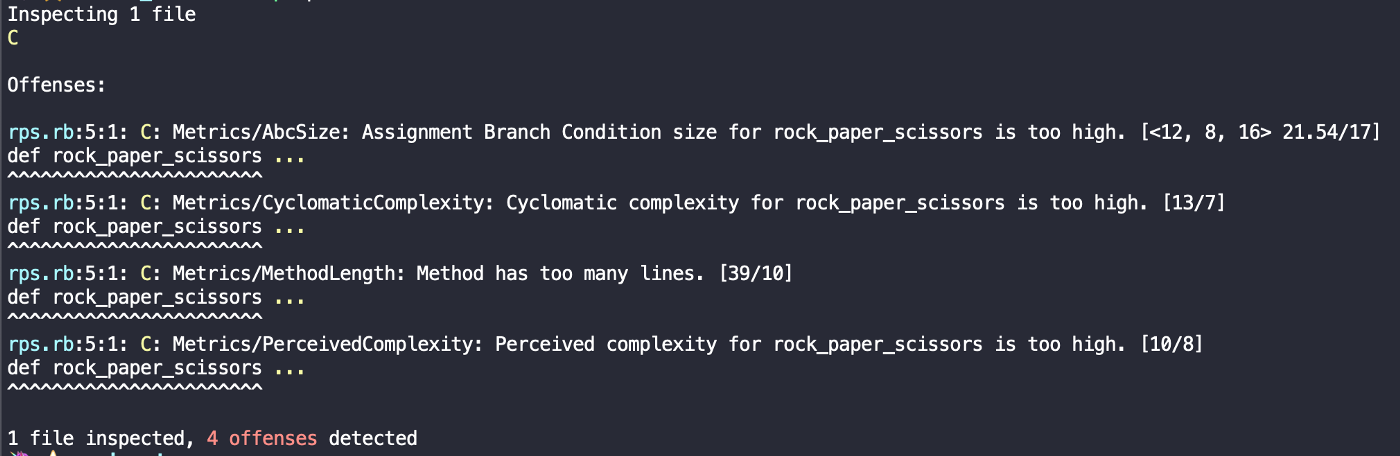 Inspecting 1 file
C
Offenses:
rps.rb:5:1: C: Metrics/AbcSize: Assignment Branch Condition size for rock_paper_scissors is too high. [<12, 8, 16> 21.54/17]
def rock_paper_scissors ...
^^^^^^^^^^^^^^^^^^^^^^^
rps.rb:5:1: C: Metrics/CyclomaticComplexity: Cyclomatic complexity for rock_paper_scissors is too high. [13/7]
def rock_paper_scissors ...
^^^^^^^^^^^^^^^^^^^^^^^
rps.rb:5:1: C: Metrics/MethodLength: Method has too many lines. [39/10]
def rock_paper_scissors ...
^^^^^^^^^^^^^^^^^^^^^^^
rps.rb:5:1: C: Metrics/PerceivedComplexity: Perceived complexity for rock_paper_scissors is too high. [10/8]
def rock_paper_scissors ...
^^^^^^^^^^^^^^^^^^^^^^^
1 file inspected, 4 offenses detected